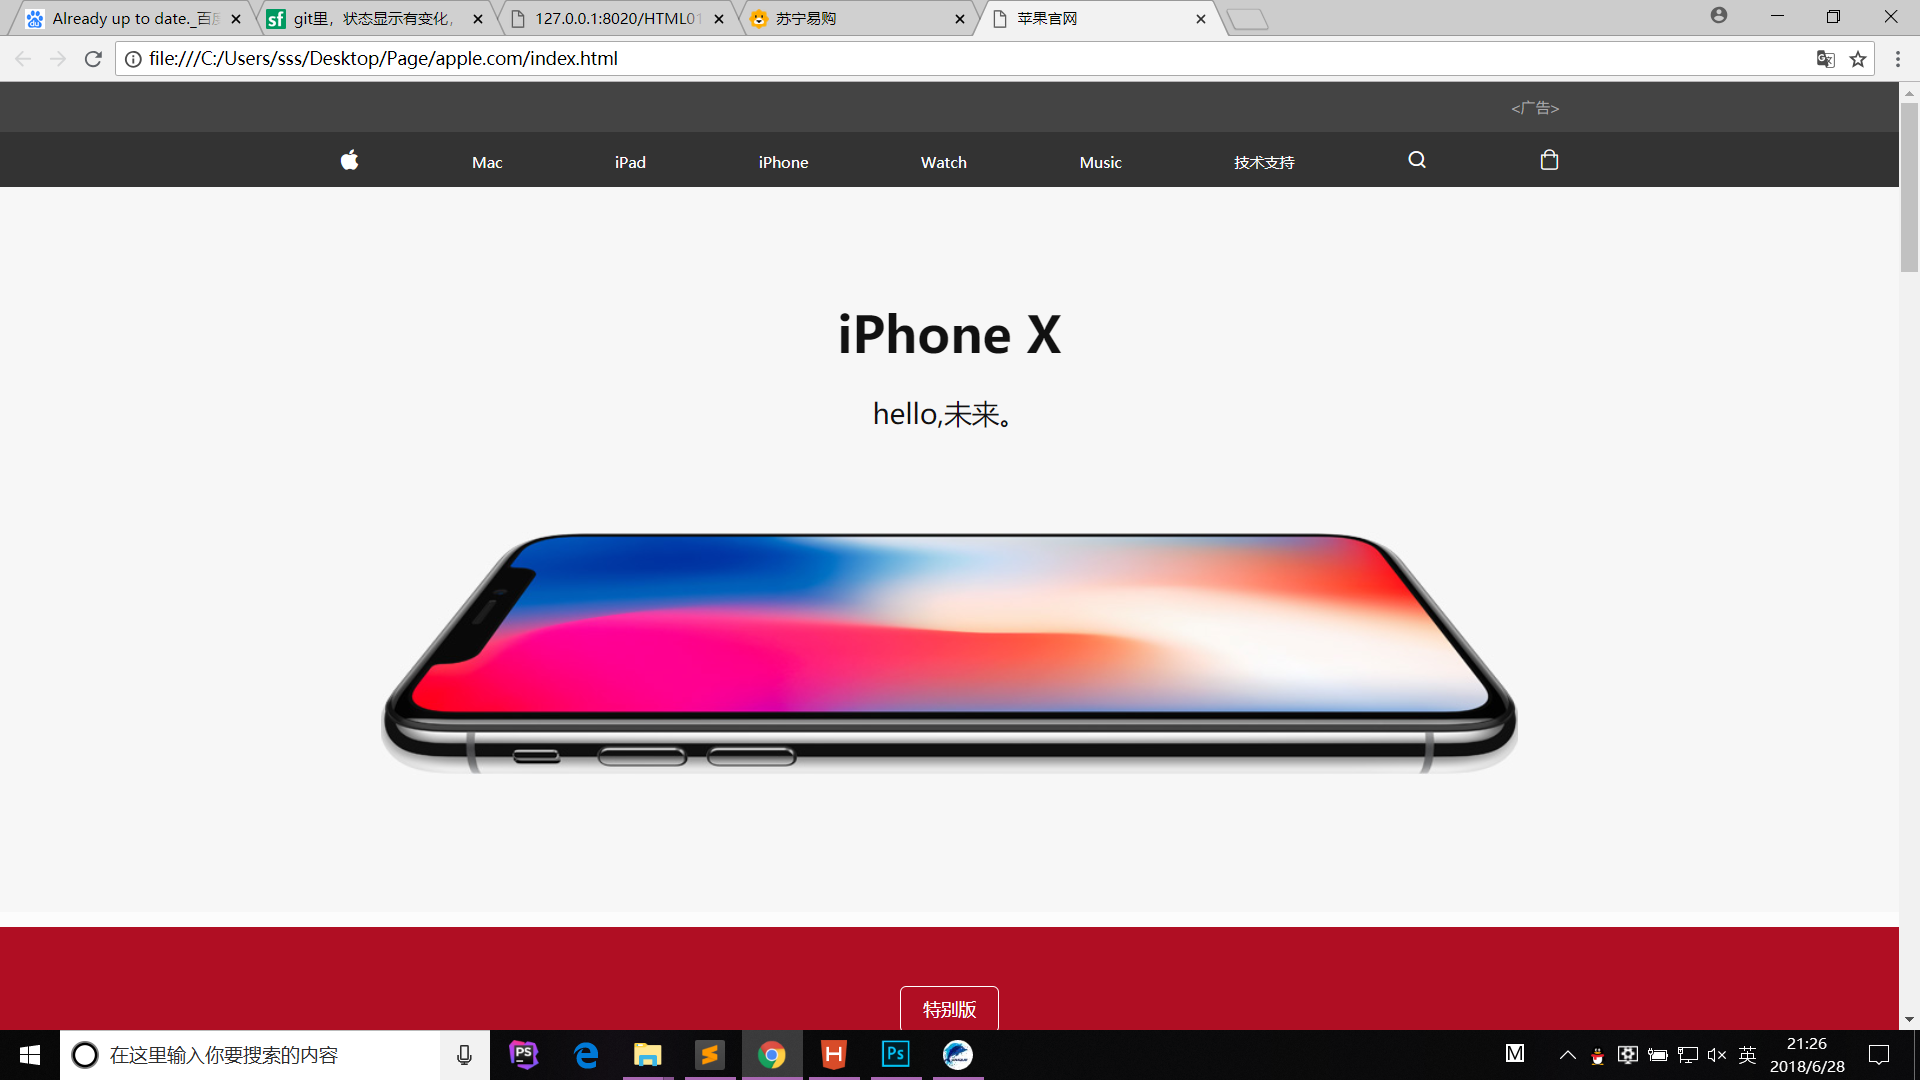 Already up to date._百度
git里，状态显示有变化，
127.0.0.1:8020/HTML01
苏宁易购
苹果官网
file:///C:/Users/sss/Desktop/Page/apple.com/index.html
<广告>
Mac
iPad
iPhone
Watch
Music
技术支持
iPhone X
hello,未来。
特别版
在这里输入你要搜索的内容
英
21:26
2018/6/28